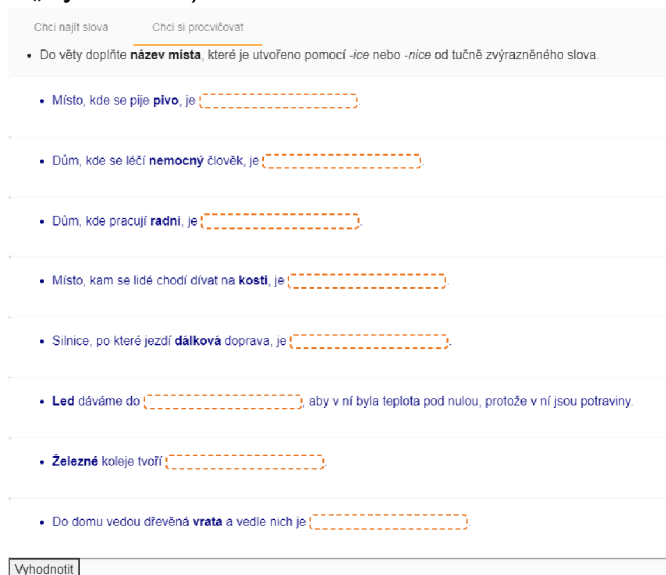 Chci najít slova Chci si procvičovat
• Do věty doplňte název místa, které je utvořeno pomocí -ice nebo -nice od tučně zvýrazněného slova.
• Místo, kde se pije pivo, je .
• Dům, kde se léčí nemocný člověk, je .
• Dům, kde pracují radní, je .
• Místo, kam se lidé chodí dívat na kosti, je .
• Silnice, po které jezdí dálková doprava, je .
• Led dáváme do , aby v ní byla teplota pod nulou, protože v ní jsou potraviny.
• Železné koleje tvoří .
• Do domu vedou dřevěná vrata a vedle nich je .
Vyhodnotit